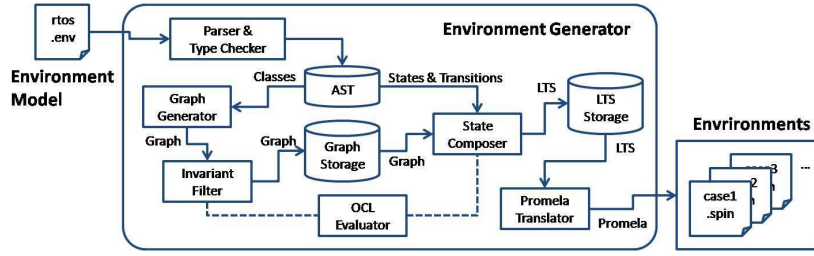 rtos
.env
Environment
Model
Environment Generator
Parser &
Type Checker
Classes
AST
States & Transitions
Graph
Generator
Graph
Invariant
Filter
Graph
Graph
Storage
Graph
State
Composer
LTS
LTS
Storage
LTS
OCL
Evaluator
Promela
Translator
Promela
Envrironments
case1
.spin
...